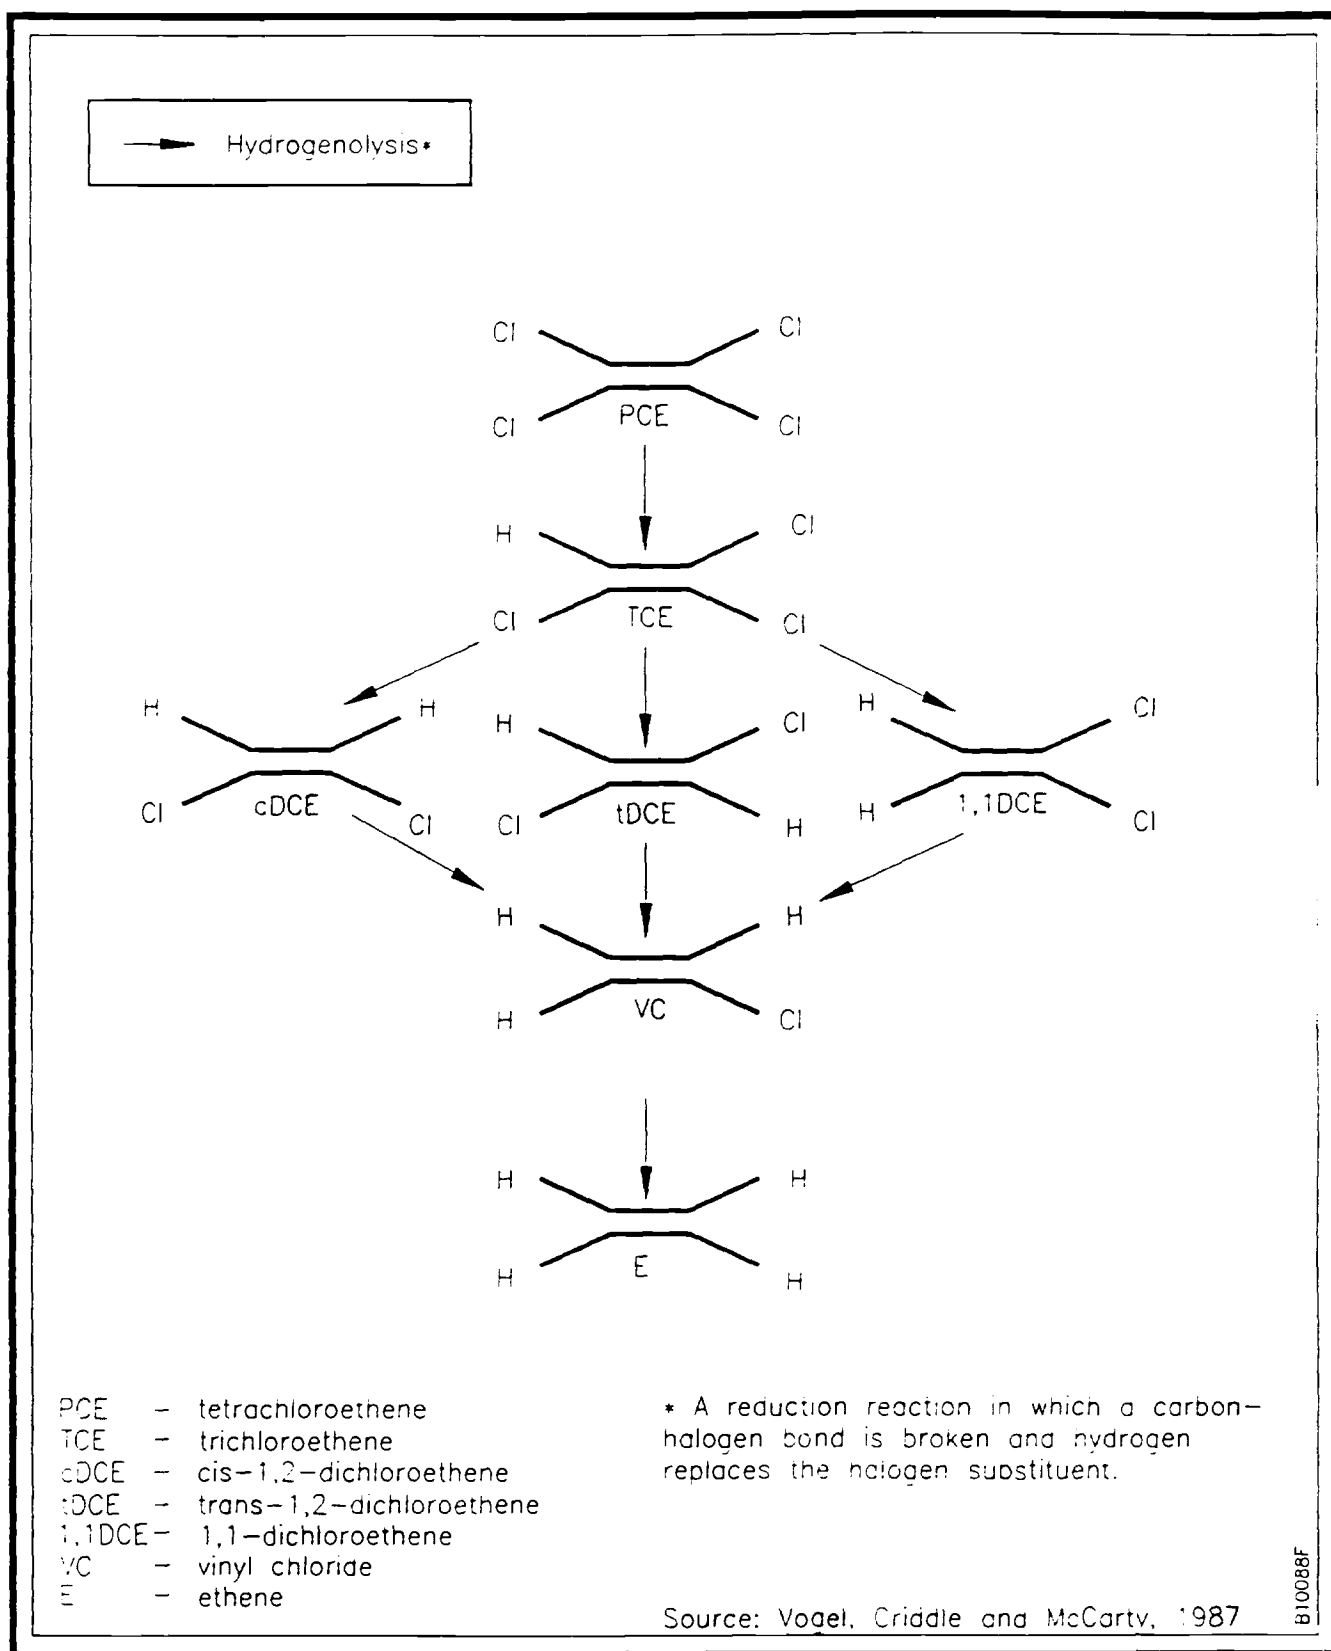 Hydrogenolysis*
Cl Cl
Cl PCE Cl
H Cl
Cl TCE Cl
H H H Cl H Cl
Cl cDCE Cl Cl tDCE H H 1,1DCE Cl
H H
H VC Cl
H H
H E H
PCE - tetrachloroethene
TCE - trichloroethene
cDCE - cis-1,2-dichloroethene
tDCE - trans-1,2-dichloroethene
1,1DCE- 1,1-dichloroethene
VC - vinyl chloride
E - ethene
* A reduction reaction in which a carbon-
halogen bond is broken and hydrogen
replaces the halogen substituent.
Source: Vogel, Criddle and McCarty, 1987
B10088F